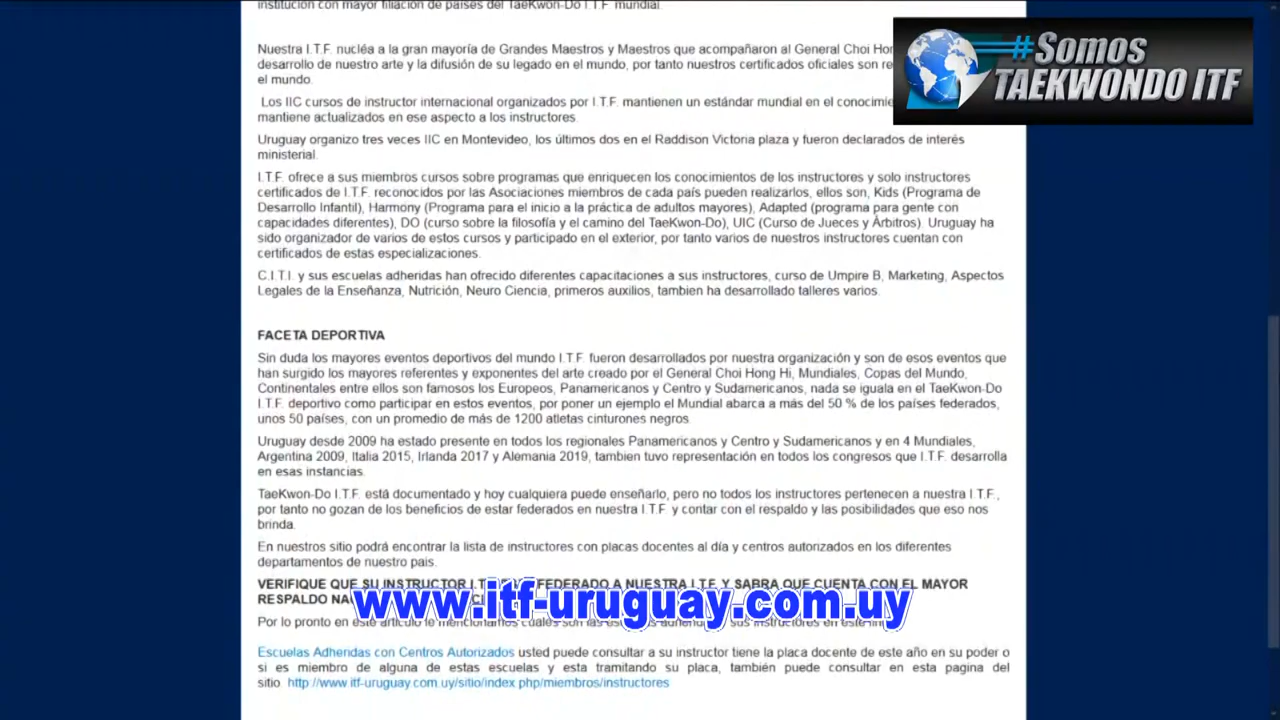 institución con mayor filiación de países del TaeKwon-Do I.T.F mundial.
Nuestra I.T.F. nucléa a la gran mayoría de Grandes Maestros y Maestros que acompañaron al General Choi Hon
desarrollo de nuestro arte y la difusión de su legado en el mundo, por tanto nuestros certificados oficiales son re
el mundo.
Los IIC cursos de instructor internacional organizados por I.T.F. mantienen un estándar mundial en el conocimie
mantiene actualizados en ese aspecto a los instructores.
Uruguay organizo tres veces IIC en Montevideo, los últimos dos en el Raddison Victoria plaza y fueron declarados de interés
ministerial.
I.T.F. ofrece a sus miembros cursos sobre programas que enriquecen los conocimientos de los instructores y solo instructores
certificados de I.T.F. reconocidos por las Asociaciones miembros de cada país pueden realizarlos, ellos son, Kids (Programa de
Desarrollo Infantil), Harmony (Programa para el inicio a la práctica de adultos mayores), Adapted (programa para gente con
capacidades diferentes), DO (curso sobre la filosofía y el camino del TaeKwon-Do), UIC (Curso de Jueces y Árbitros). Uruguay ha
sido organizador de varios de estos cursos y participado en el exterior, por tanto varios de nuestros instructores cuentan con
certificados de estas especializaciones.
C.I.T.I. y sus escuelas adheridas han ofrecido diferentes capacitaciones a sus instructores, curso de Umpire B, Marketing, Aspectos
Legales de la Enseñanza, Nutrición, Neuro Ciencia, primeros auxilios, tambien ha desarrollado talleres varios.
FACETA DEPORTIVA
Sin duda los mayores eventos deportivos del mundo I.T.F. fueron desarrollados por nuestra organización y son de esos eventos que
han surgido los mayores referentes y exponentes del arte creado por el General Choi Hong Hi, Mundiales, Copas del Mundo,
Continentales entre ellos son famosos los Europeos, Panamericanos y Centro y Sudamericanos, nada se iguala en el TaeKwon-Do
I.T.F. deportivo como participar en estos eventos, por poner un ejemplo el Mundial abarca a más del 50 % de los países federados,
unos 50 países, con un promedio de más de 1200 atletas cinturones negros.
Uruguay desde 2009 ha estado presente en todos los regionales Panamericanos y Centro y Sudamericanos y en 4 Mundiales,
Argentina 2009, Italia 2015, Irlanda 2017 y Alemania 2019, tambien tuvo representación en todos los congresos que I.T.F. desarrolla
en esas instancias.
TaeKwon-Do I.T.F. está documentado y hoy cualquiera puede enseñarlo, pero no todos los instructores pertenecen a nuestra I.T.F.,
por tanto no gozan de los beneficios de estar federados en nuestra I.T.F y contar con el respaldo y las posibilidades que eso nos
brinda.
En nuestros sitio podrá encontrar la lista de instructores con placas docentes al día y centros autorizados en los diferentes
departamentos de nuestro pais.
VERIFIQUE QUE SU INSTRUCTOR FEDERADO A NUESTRA I.T.F. Y SABRA QUE CUENTA CON EL MAYOR
RESPALDO
www.itf-uruguay.com.uy
Por lo pronto en este artículo le mencionamos cuales son las
Escuelas Adheridas con Centros Autorizados usted puede consultar a su instructor tiene la placa docente de este año en su poder o
si es miembro de alguna de estas escuelas y esta tramitando su placa, también puede consultar en esta pagina del
sitio http://www.itf-uruguay.com.uy/sitio/index.php/miembros/instructores
#Somos
TAEKWONDO ITF